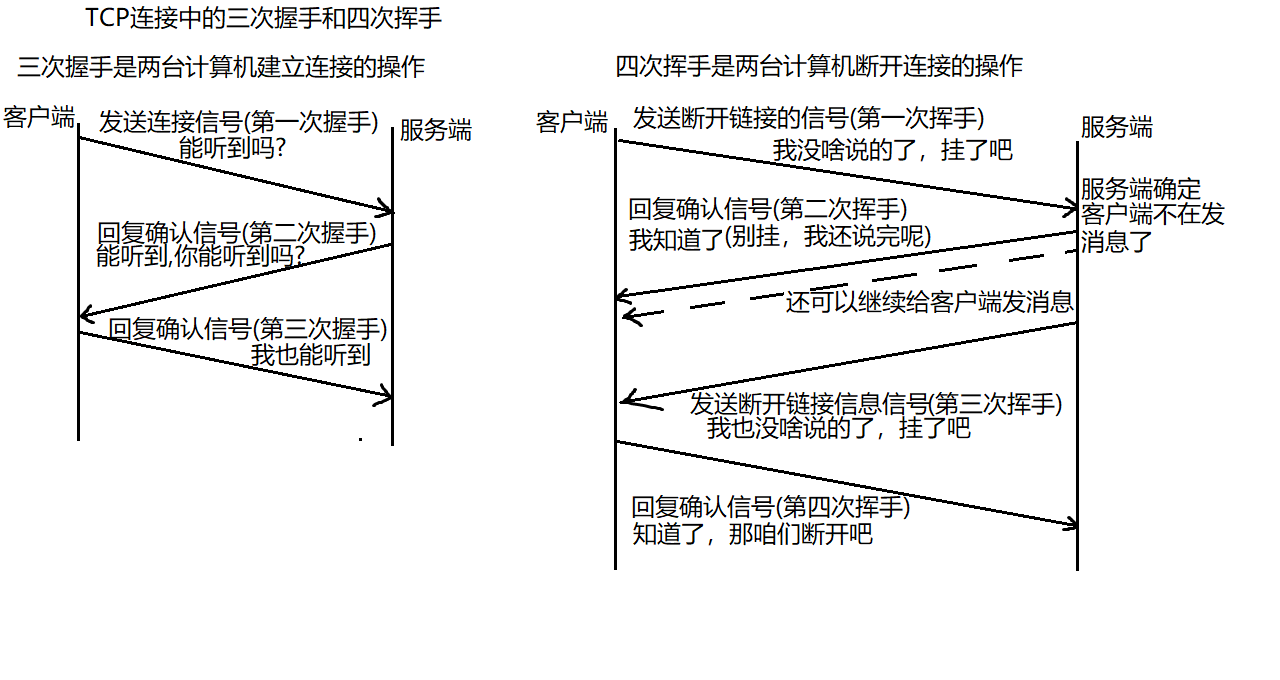 TCP连接中的三次握手和四次挥手
三次握手是两台计算机建立连接的操作
客户端
发送连接信号(第一次握手)
能听到吗?
服务端
回复确认信号(第二次握手)
能听到,你能听到吗?
回复确认信号(第三次握手)
我也能听到
四次挥手是两台计算机断开连接的操作
客户端
发送断开链接的信号(第一次挥手)
我没啥说的了，挂了吧
服务端
服务端确定
客户端不在发
消息了
回复确认信号(第二次挥手)
我知道了(别挂，我还说完呢)
还可以继续给客户端发消息
发送断开链接信息信号(第三次挥手)
我也没啥说的了，挂了吧
回复确认信号(第四次挥手)
知道了，那咱们断开吧